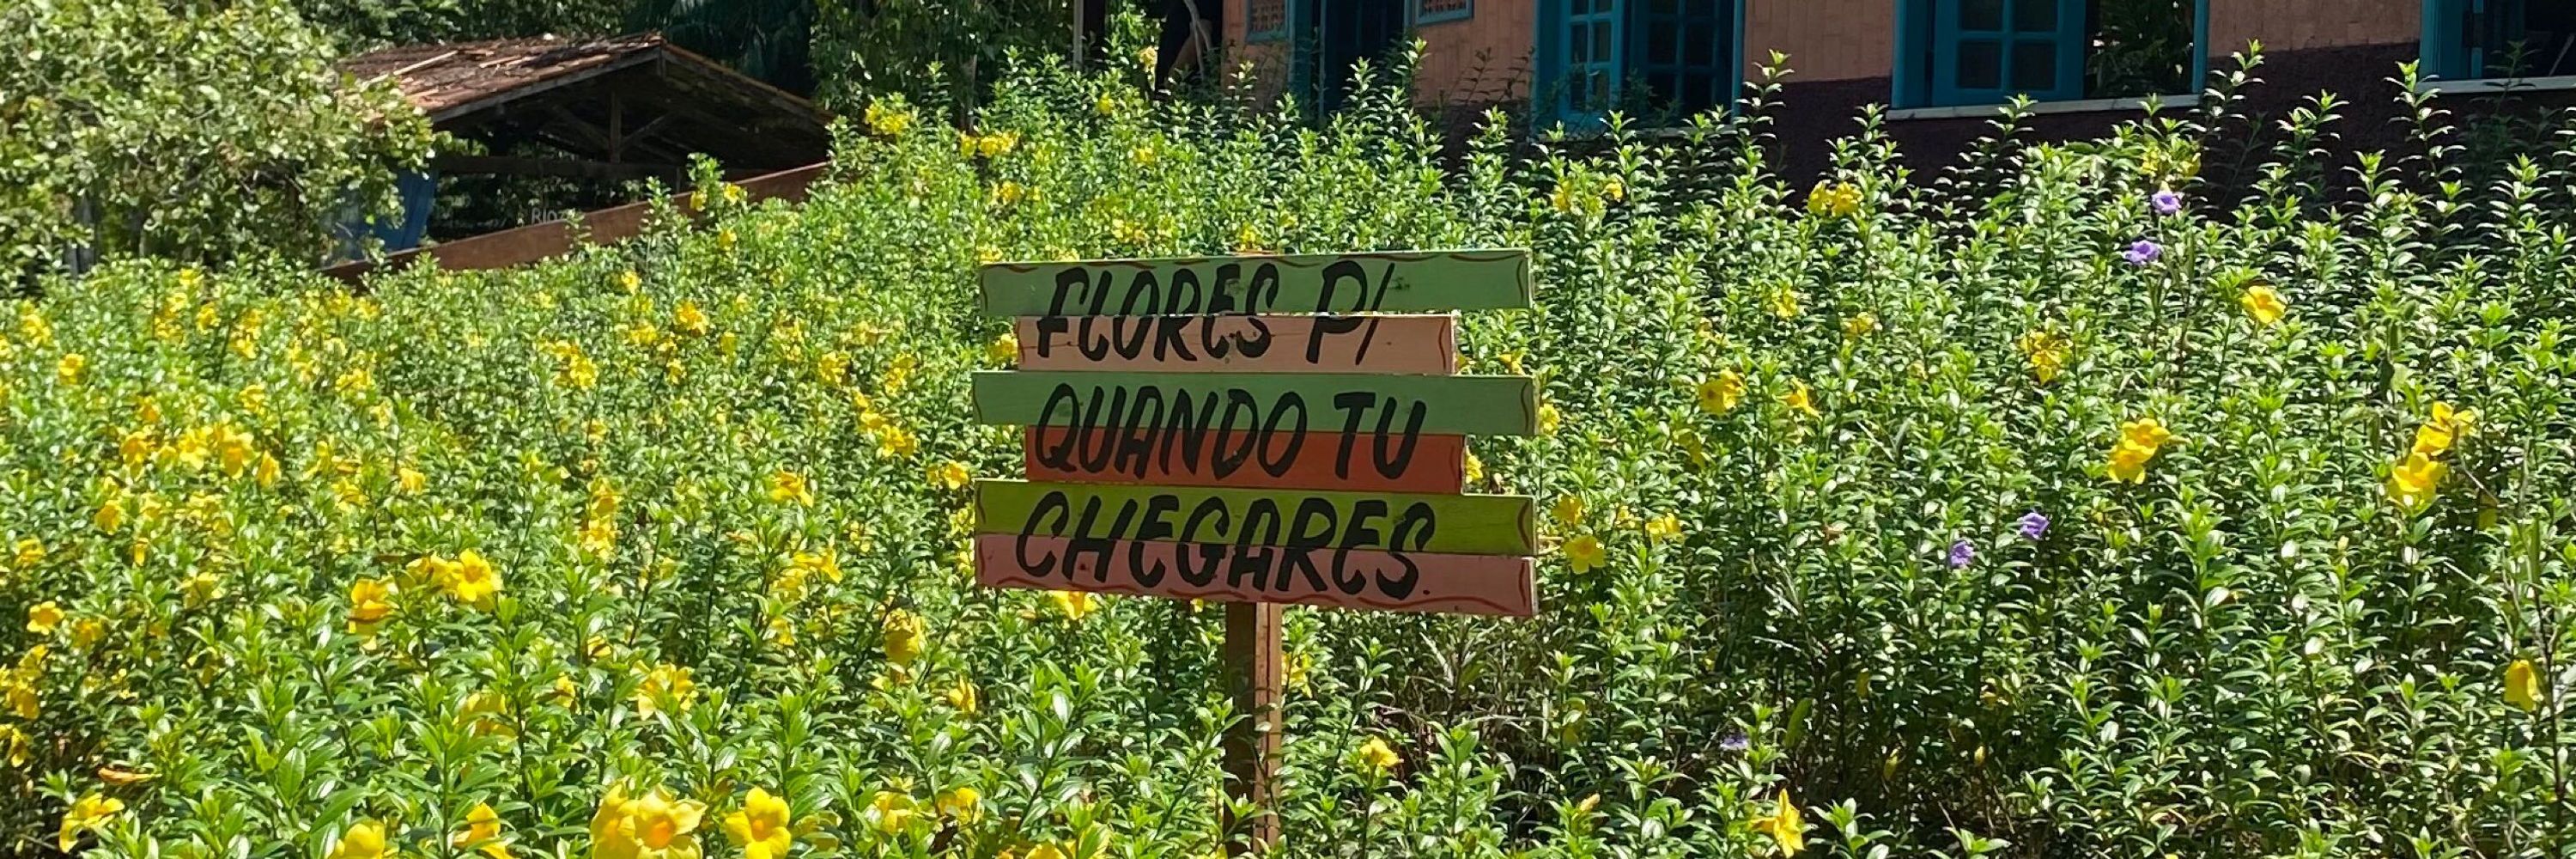 FLORES P/
QUANDO TU
CHEGARES.